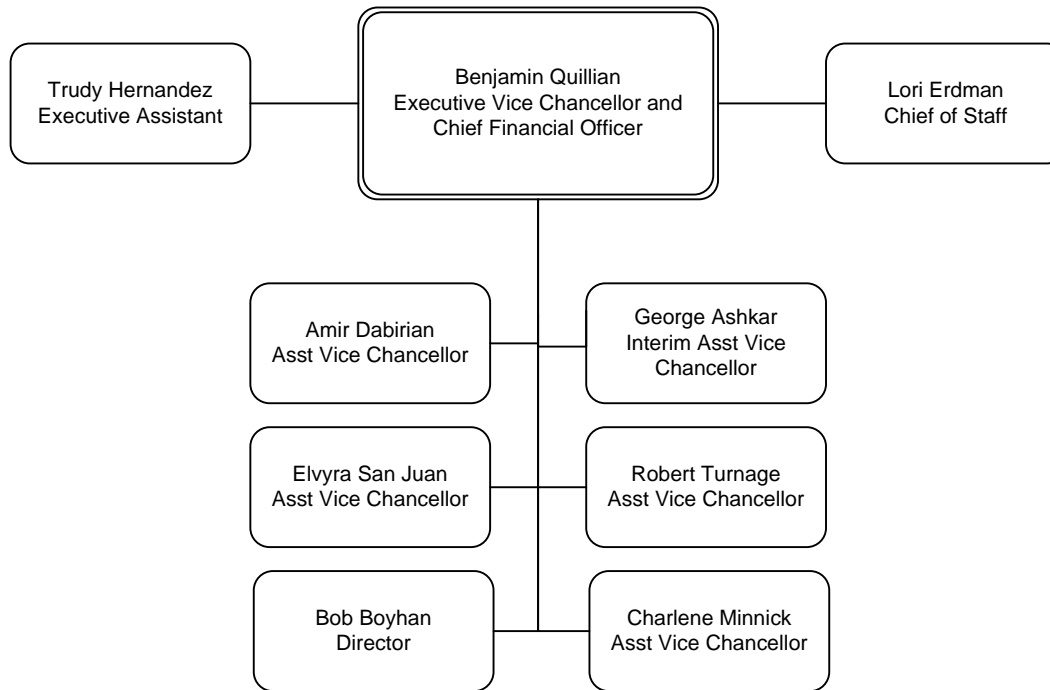 Trudy Hernandez
Executive Assistant
Benjamin Quillian
Executive Vice Chancellor and
Chief Financial Officer
Lori Erdman
Chief of Staff
Amir Dabirian
Asst Vice Chancellor
George Ashkar
Interim Asst Vice
Chancellor
Elvyra San Juan
Asst Vice Chancellor
Robert Turnage
Asst Vice Chancellor
Bob Boyhan
Director
Charlene Minnick
Asst Vice Chancellor